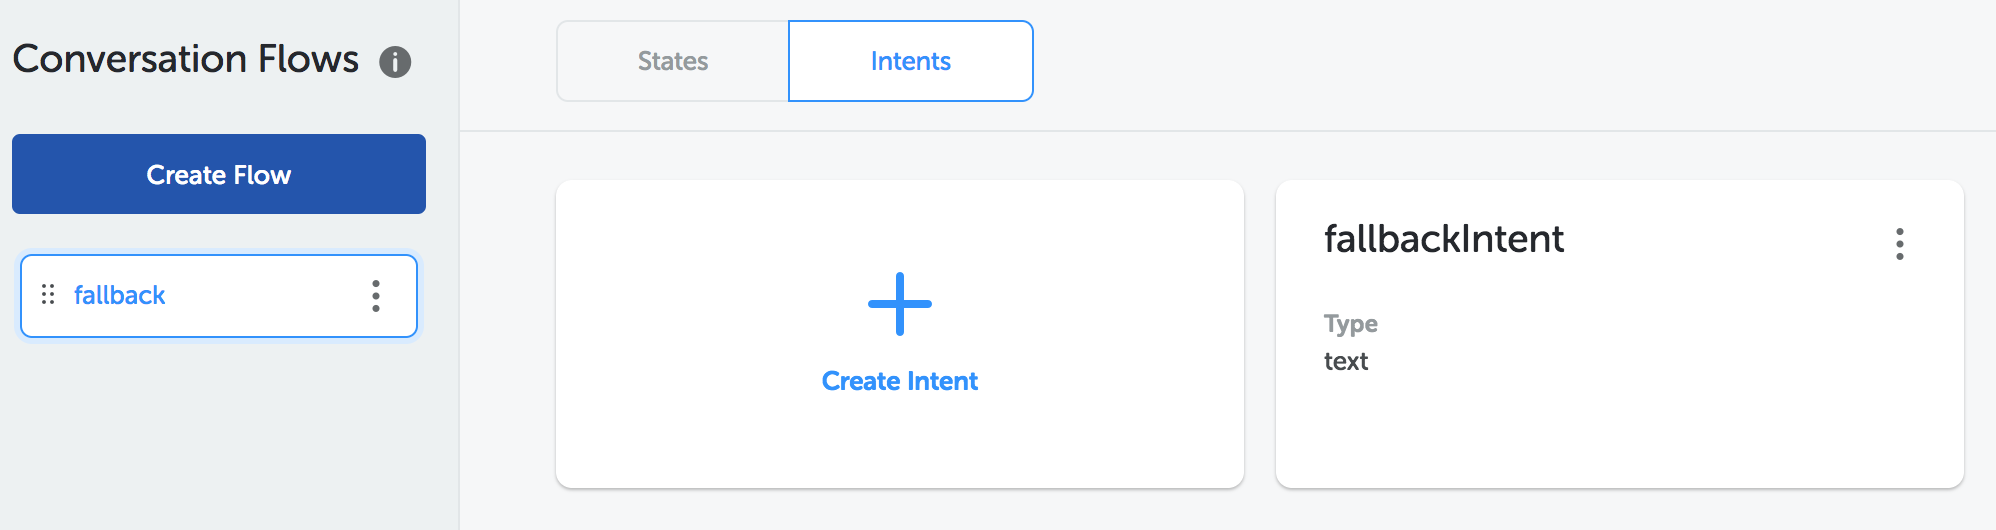 Conversation Flows
Create Flow
fallback
States
Intents
Create Intent
fallbackIntent
Type
text